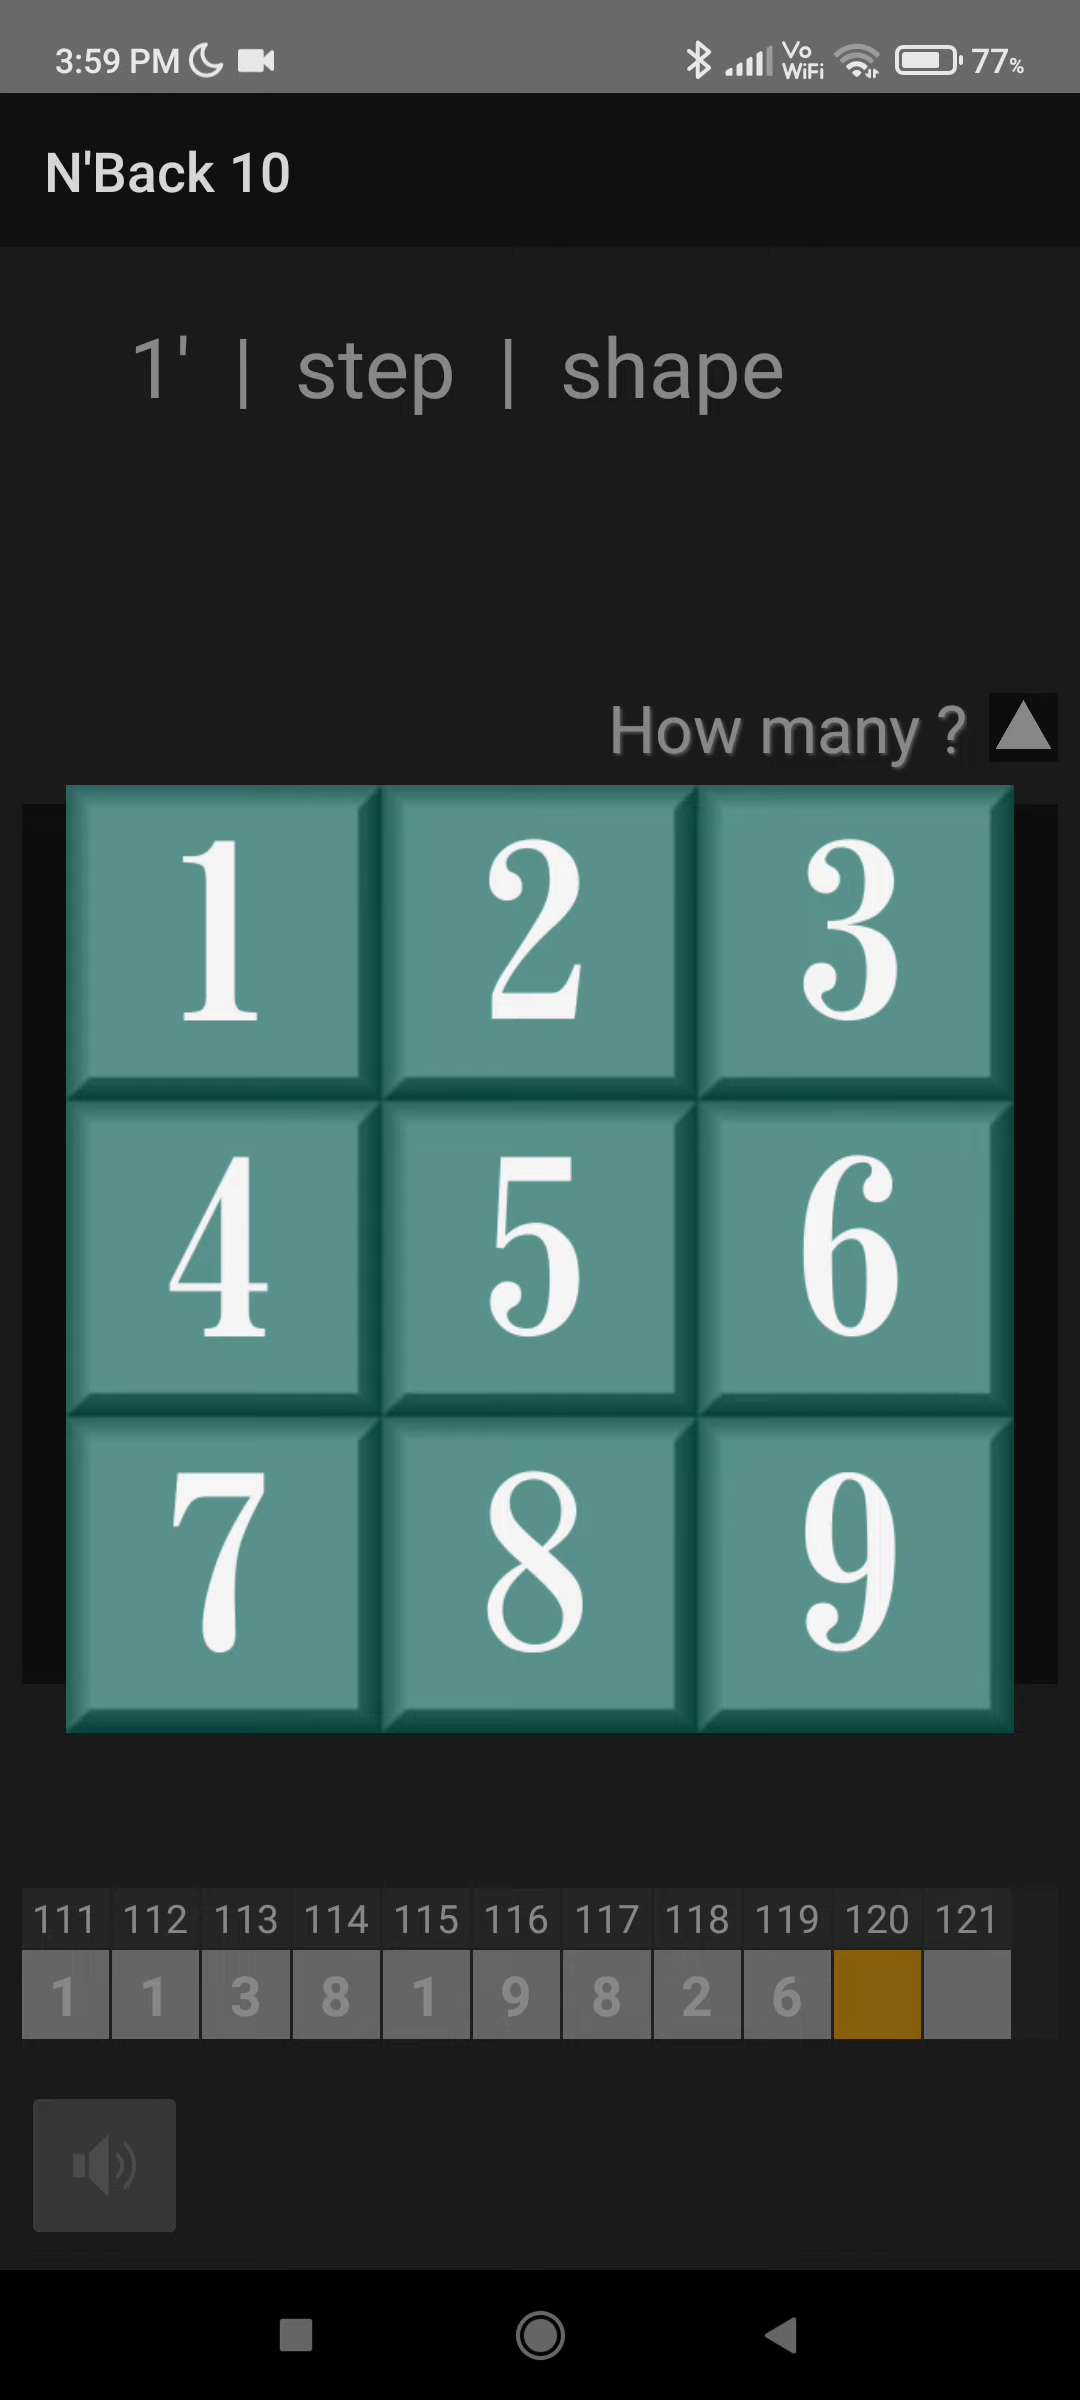 3:59 PM Vo WiFi 77%
N'Back 10
1' | step | shape
How many ?
1 2 3
4 5 6
7 8 9
111 112 113 114 115 116 117 118 119 120 121
1 1 3 8 1 9 8 2 6